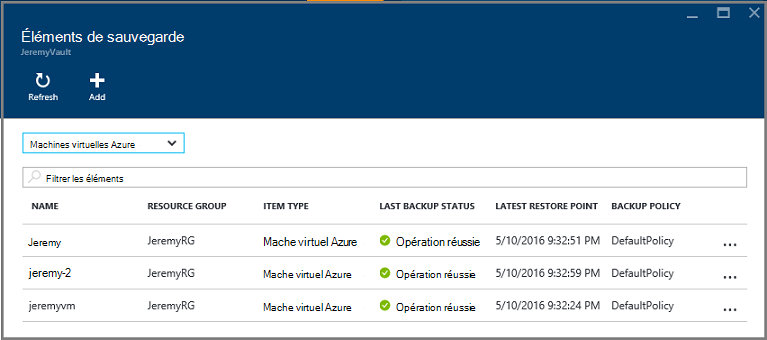 Éléments de sauvegarde
JeremyVault
Refresh Add
Machines virtuelles Azure
Filtrer les éléments
NAME RESOURCE GROUP ITEM TYPE LAST BACKUP STATUS LATEST RESTORE POINT BACKUP POLICY
Jeremy JeremyRG Mache virtuel Azure Opération réussie 5/10/2016 9:32:51 PM DefaultPolicy ...
jeremy-2 JeremyRG Mache virtuel Azure Opération réussie 5/10/2016 9:32:59 PM DefaultPolicy ...
jeremyvm JeremyRG Mache virtuel Azure Opération réussie 5/10/2016 9:32:24 PM DefaultPolicy ...